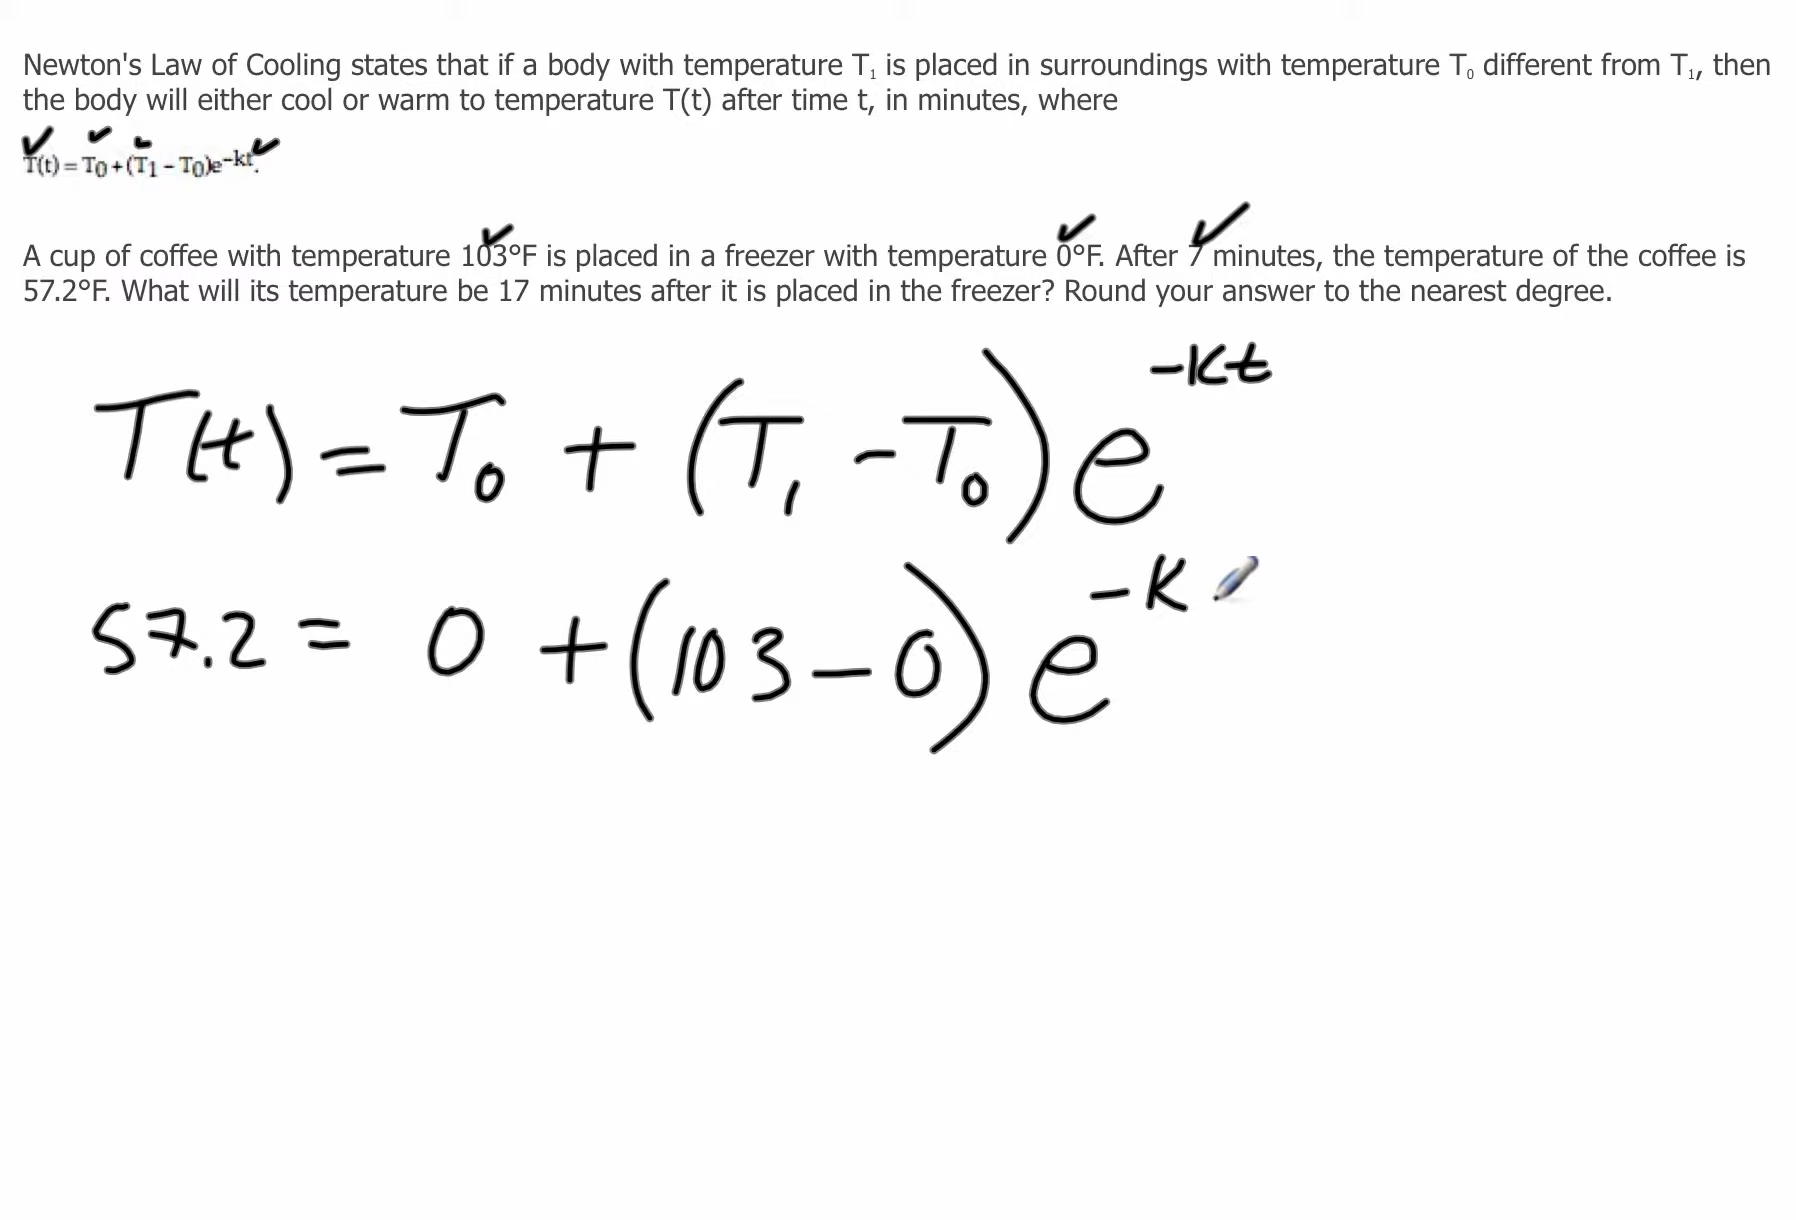 Newton's Law of Cooling states that if a body with temperature T₁ is placed in surroundings with temperature T₀ different from T₁, then
the body will either cool or warm to temperature T(t) after time t, in minutes, where
T(t) = T0 + (T1 – T0)e–kt.
A cup of coffee with temperature 103°F is placed in a freezer with temperature 0°F. After 7 minutes, the temperature of the coffee is
57.2°F. What will its temperature be 17 minutes after it is placed in the freezer? Round your answer to the nearest degree.
T(t) = T₀ + (T₁ - T₀) e^-kt
57.2 = 0 + (103 - 0) e^-k